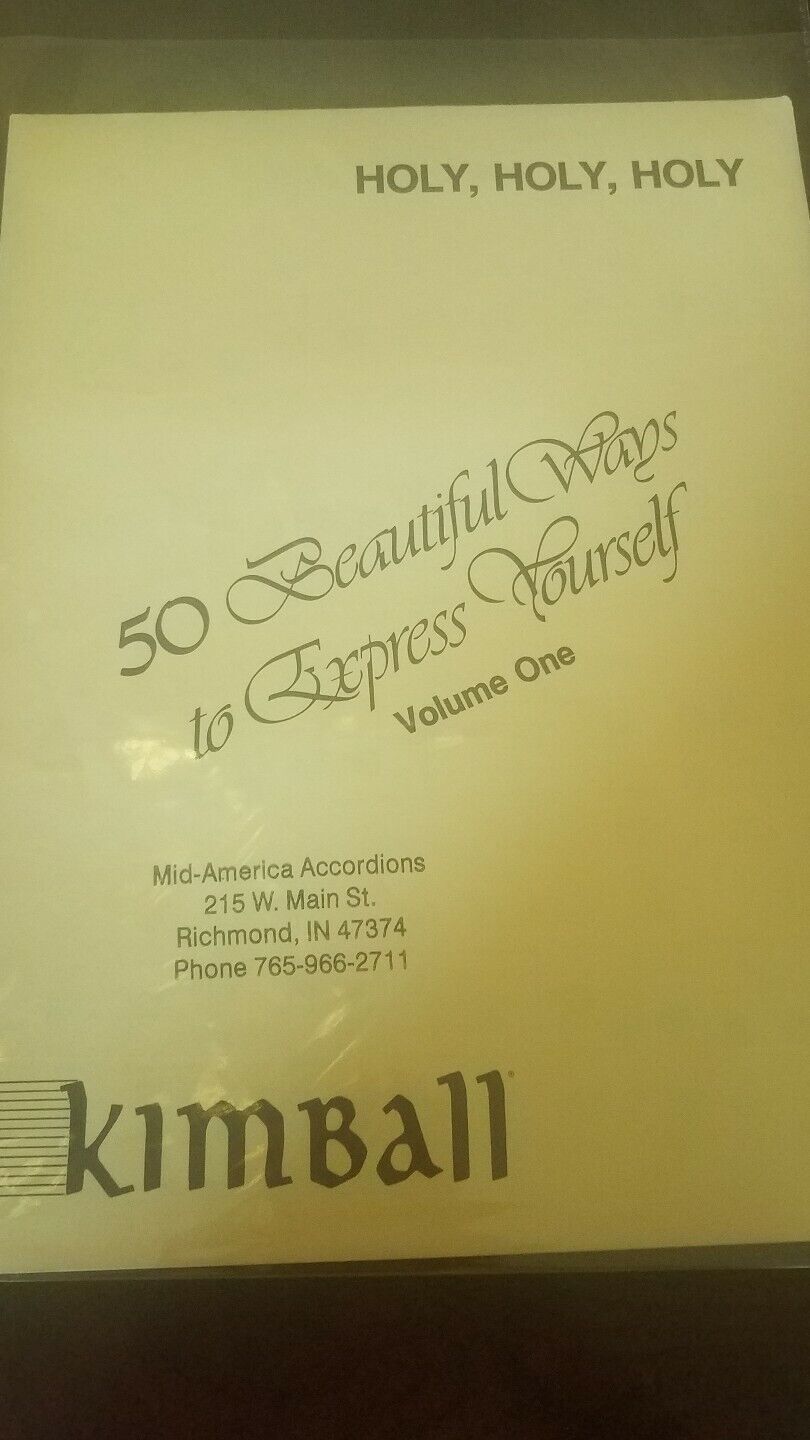 HOLY, HOLY, HOLY
50 Beautiful Ways
to Express Yourself
Volume One
Mid-America Accordions
215 W. Main St.
Richmond, IN 47374
Phone 765-966-2711
kimball®